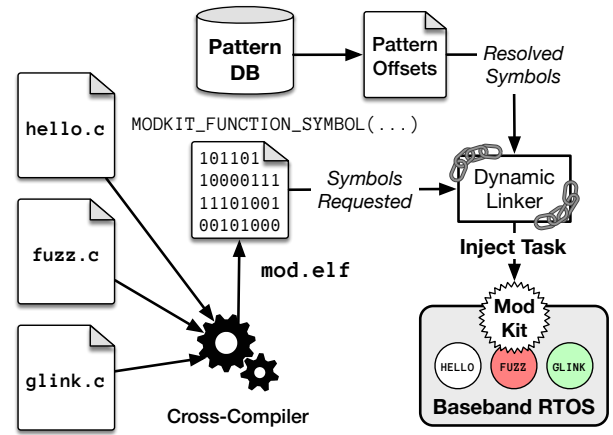 Pattern
DB
Pattern
Offsets
Resolved
Symbols
hello.c
MODKIT_FUNCTION_SYMBOL(...)
101101
10000111
11101001
00101000
Symbols
Requested
Dynamic
Linker
fuzz.c
mod.elf
Inject Task
Mod
Kit
glink.c
HELLO
FUZZ
GLINK
Cross-Compiler
Baseband RTOS